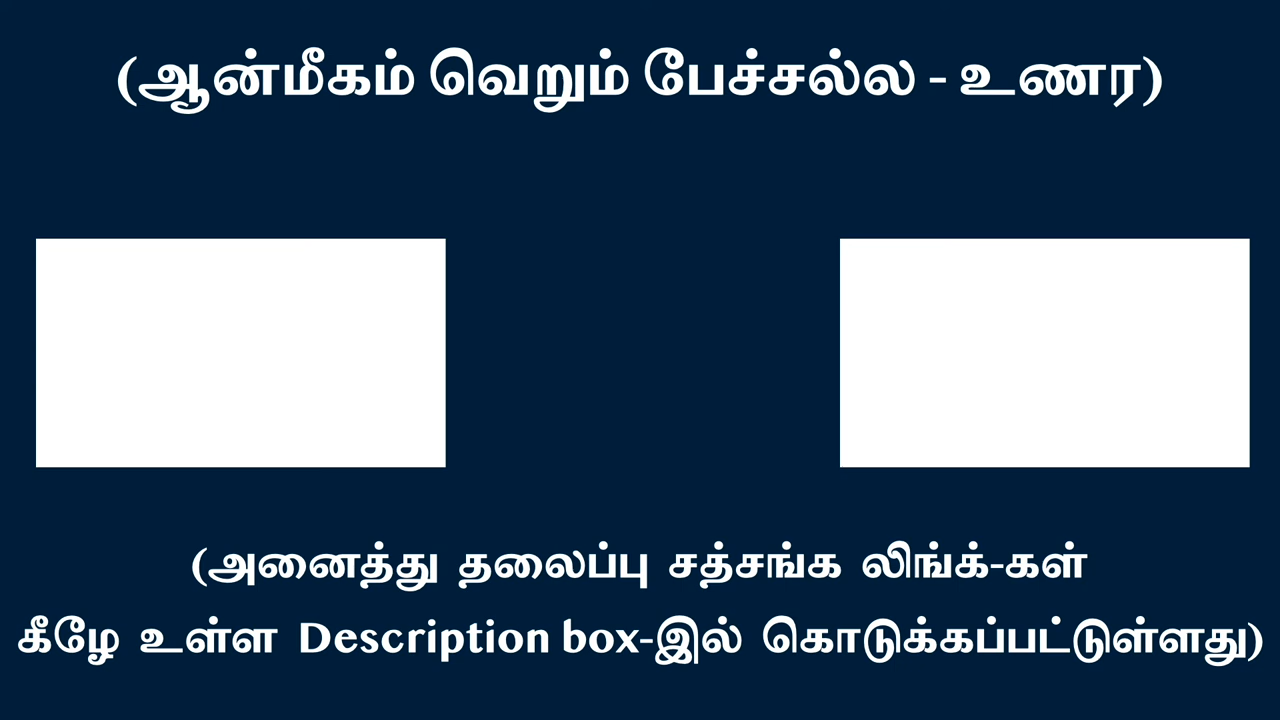 (ஆன்மீகம் வெறும் பேச்சல்ல - உணர)
(அனைத்து தலைப்பு சத்சங்க லிங்க்-கள்
கீழே உள்ள Description box-இல் கொடுக்கப்பட்டுள்ளது)